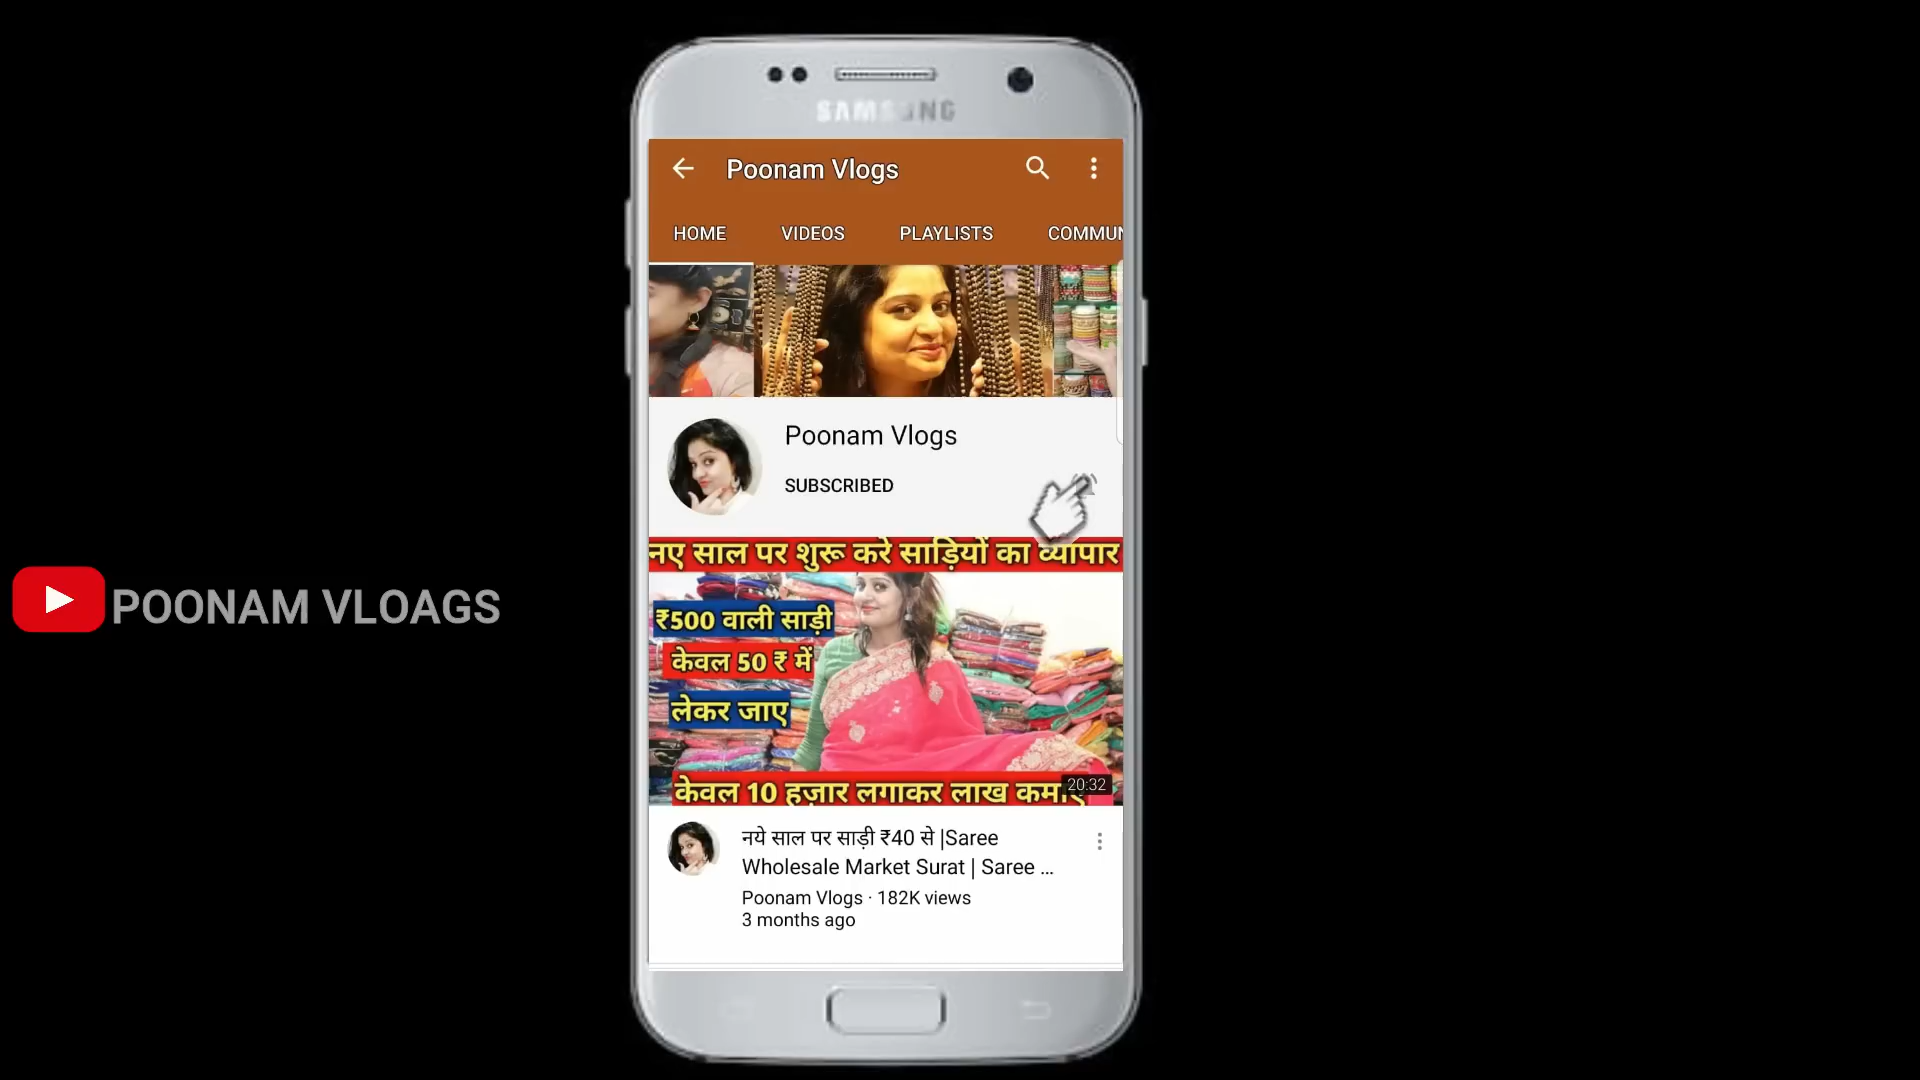 SAMSUNG
Poonam Vlogs
HOME VIDEOS PLAYLISTS COMMUN
Poonam Vlogs
SUBSCRIBED
नए साल पर शुरू करे साड़ियों का व्यापार
₹500 वाली साड़ी
केवल 50 ₹ में
लेकर जाए
केवल 10 हज़ार लगाकर लाख कमाए
20:32
नये साल पर साड़ी ₹40 से |Saree
Wholesale Market Surat | Saree ...
Poonam Vlogs · 182K views
3 months ago
POONAM VLOAGS